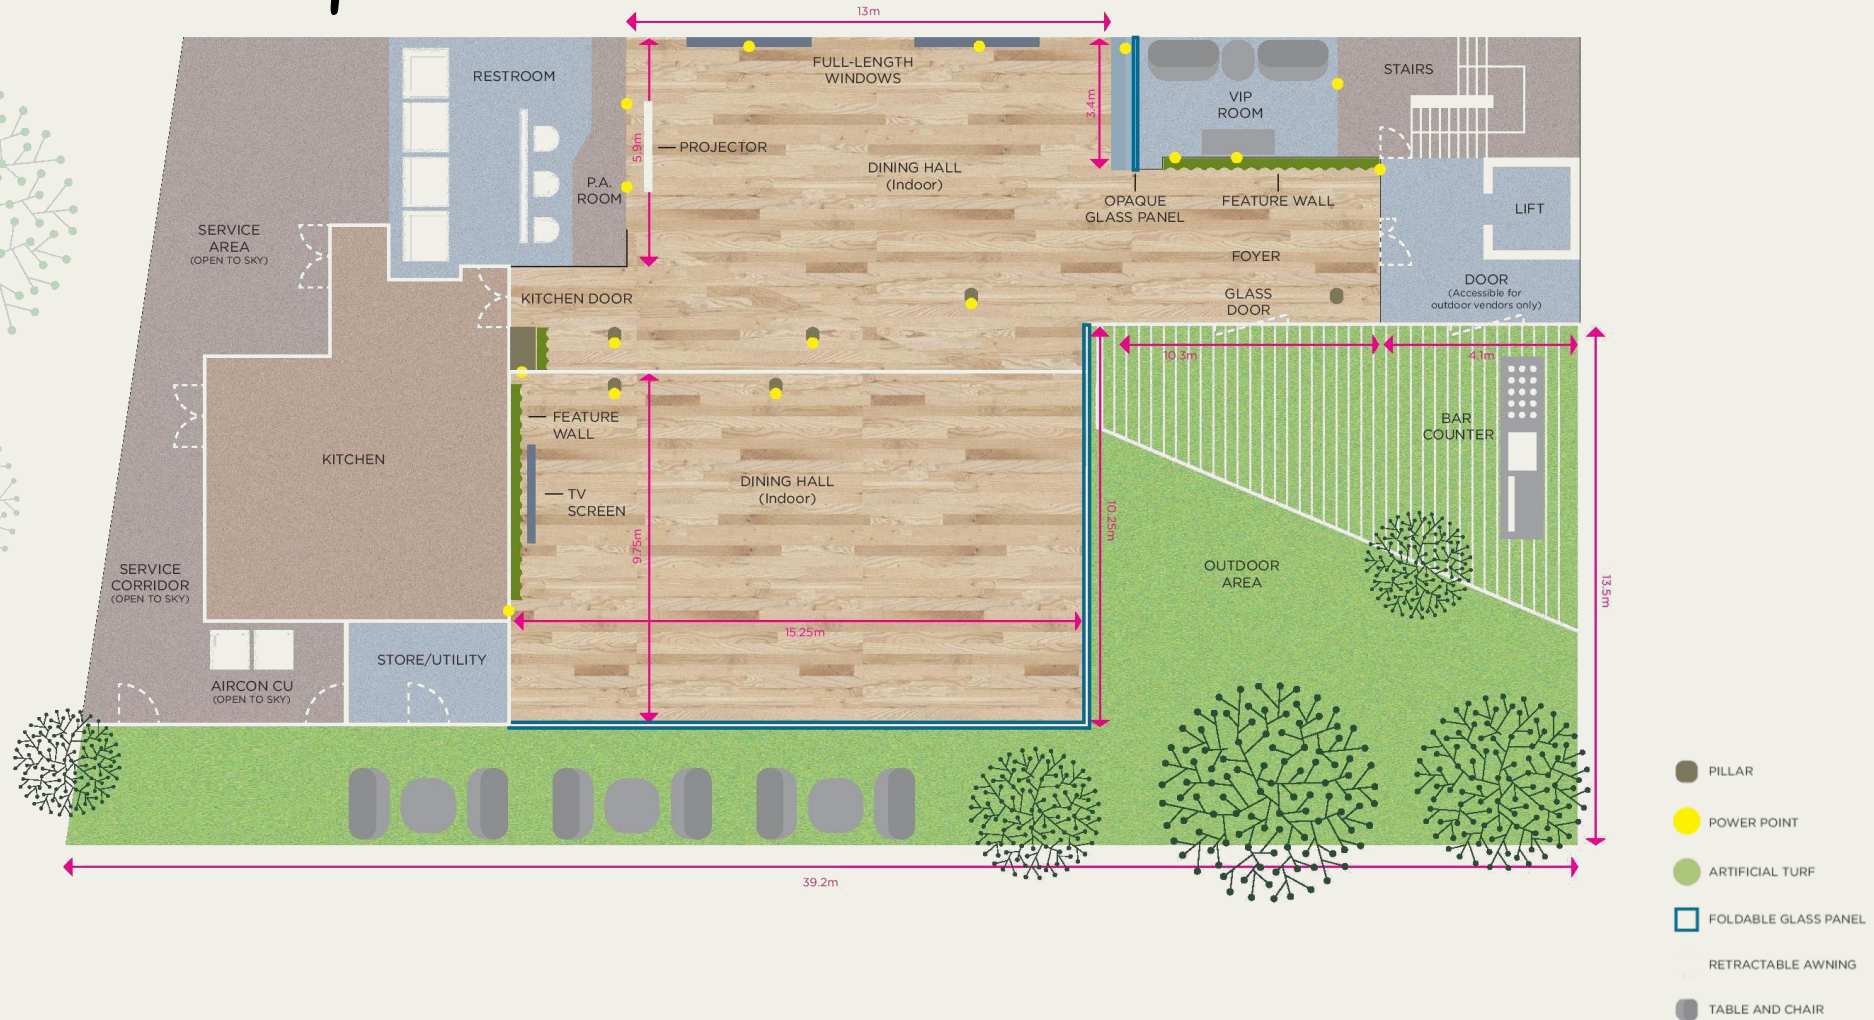 13m
RESTROOM
FULL-LENGTH
WINDOWS
STAIRS
3.4m
VIP
ROOM
5.9m
PROJECTOR
DINING HALL
(Indoor)
P.A.
ROOM
OPAQUE
GLASS PANEL
FEATURE WALL
LIFT
SERVICE
AREA
(OPEN TO SKY)
FOYER
DOOR
(Accessible for
outdoor vendors only)
KITCHEN DOOR
GLASS
DOOR
10.3m
4.1m
FEATURE
WALL
BAR
COUNTER
KITCHEN
TV
SCREEN
DINING HALL
(Indoor)
9.75m
10.25m
OUTDOOR
AREA
13.5m
SERVICE
CORRIDOR
(OPEN TO SKY)
15.25m
STORE/UTILITY
AIRCON CU
(OPEN TO SKY)
39.2m
PILLAR
POWER POINT
ARTIFICIAL TURF
FOLDABLE GLASS PANEL
RETRACTABLE AWNING
TABLE AND CHAIR